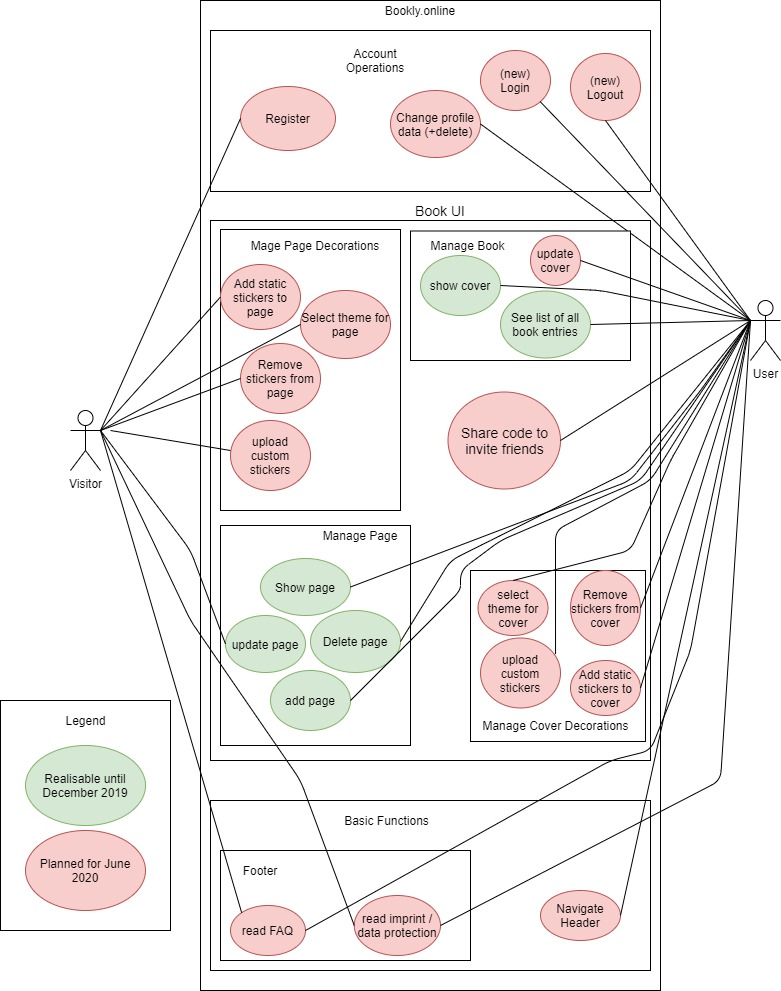 Bookly.online
Account
Operations
(new)
Login
(new)
Logout
Register
Change profile
data (+delete)
Book UI
Mage Page Decorations
Add static
stickers to
page
Select theme for
page
Remove
stickers from
page
upload
custom
stickers
Manage Book
update
cover
show cover
See list of all
book entries
User
Visitor
Share code to
invite friends
Manage Page
Show page
update page
Delete page
add page
select
theme for
cover
Remove
stickers from
cover
upload
custom
stickers
Add static
stickers to
cover
Manage Cover Decorations
Legend
Realisable until
December 2019
Planned for June
2020
Basic Functions
Footer
read FAQ
read imprint /
data protection
Navigate
Header